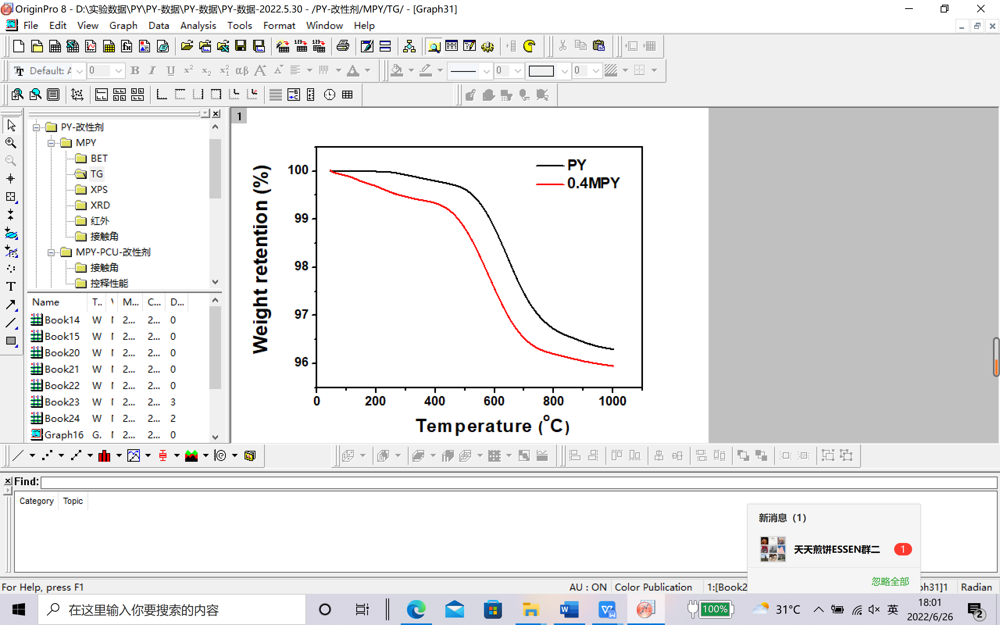 OriginPro 8 - D:\实验数据\PY\PY-数据\PY-数据\PY-数据-2022.5.30 - /PY-改性剂/MPY/TG/ - [Graph31]
File Edit View Graph Data Analysis Tools Format Window Help
Default: A 0 B I U 0 0
PY-改性剂
MPY
BET
TG
XPS
XRD
红外
接触角
MPY-PCU-改性剂
接触角
控释性能
Name T.. M... C... D...
Book14 W 2... 2... 0
Book15 W 2... 2... 0
Book20 W 2... 2... 0
Book21 W 2... 2... 0
Book22 W 2... 2... 0
Book23 W 2... 2... 3
Book24 W 2... 2... 2
Graph16 G. 2... 2... 0
1
Weight retention (%)
100
99
98
97
96
PY
0.4MPY
0 200 400 600 800 1000
Temperature (°C)
Find:
Category Topic
新消息（1）
天天煎饼ESSEN群二 1
忽略全部
For Help, press F1 AU : ON Color Publication 1:[Book2 ph31]1 Radian
在这里输入你要搜索的内容
100% 31°C 英 18:01
2022/6/26 2